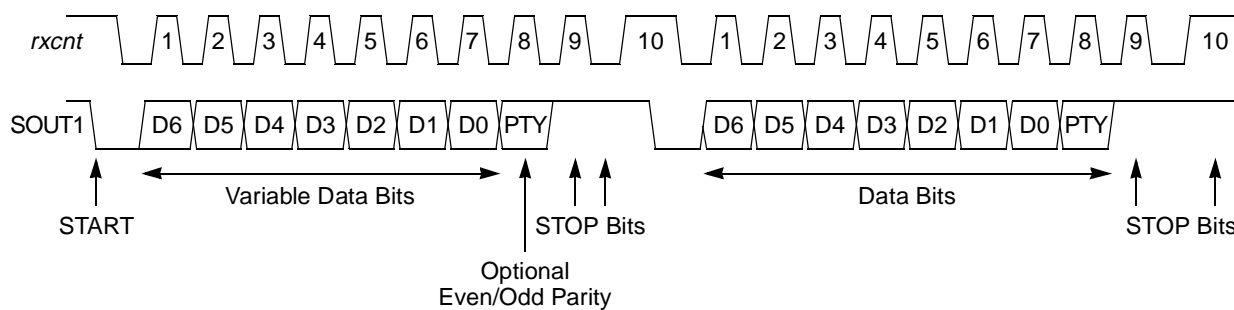 rxcnt 1 2 3 4 5 6 7 8 9 10 1 2 3 4 5 6 7 8 9 10
SOUT1 D6 D5 D4 D3 D2 D1 D0 PTY D6 D5 D4 D3 D2 D1 D0 PTY
Variable Data Bits Data Bits
START STOP Bits STOP Bits
Optional
Even/Odd Parity